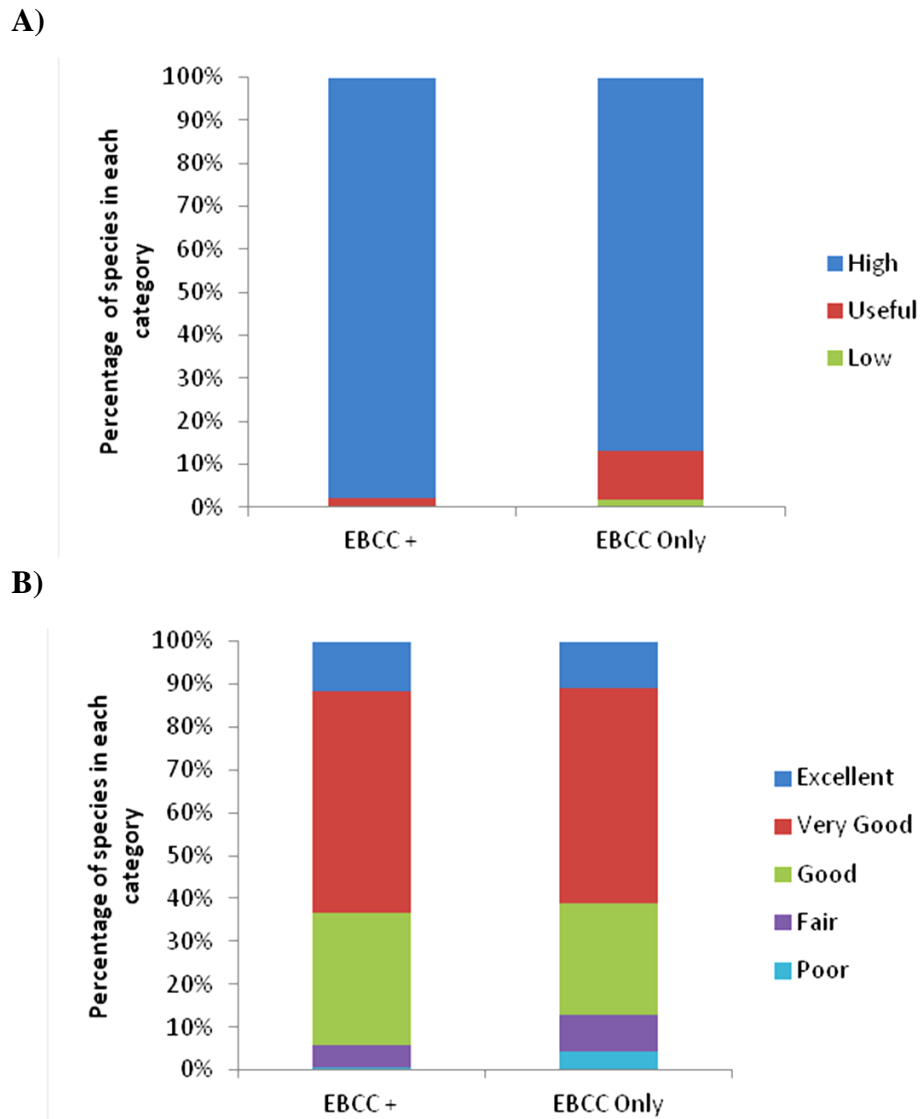 A)
100%
90%
80%
70%
60%
50%
40%
30%
20%
10%
0%
Percentage of species in each
category
EBCC +
EBCC Only
High
Useful
Low
B)
100%
90%
80%
70%
60%
50%
40%
30%
20%
10%
0%
Percentage of species in each
category
EBCC +
EBCC Only
Excellent
Very Good
Good
Fair
Poor